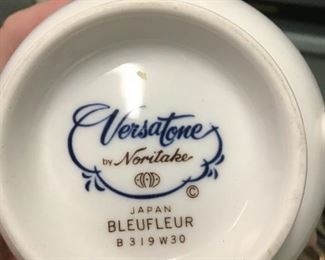 Versatone
by Noritake
©
JAPAN
BLEUFLEUR
B319W30